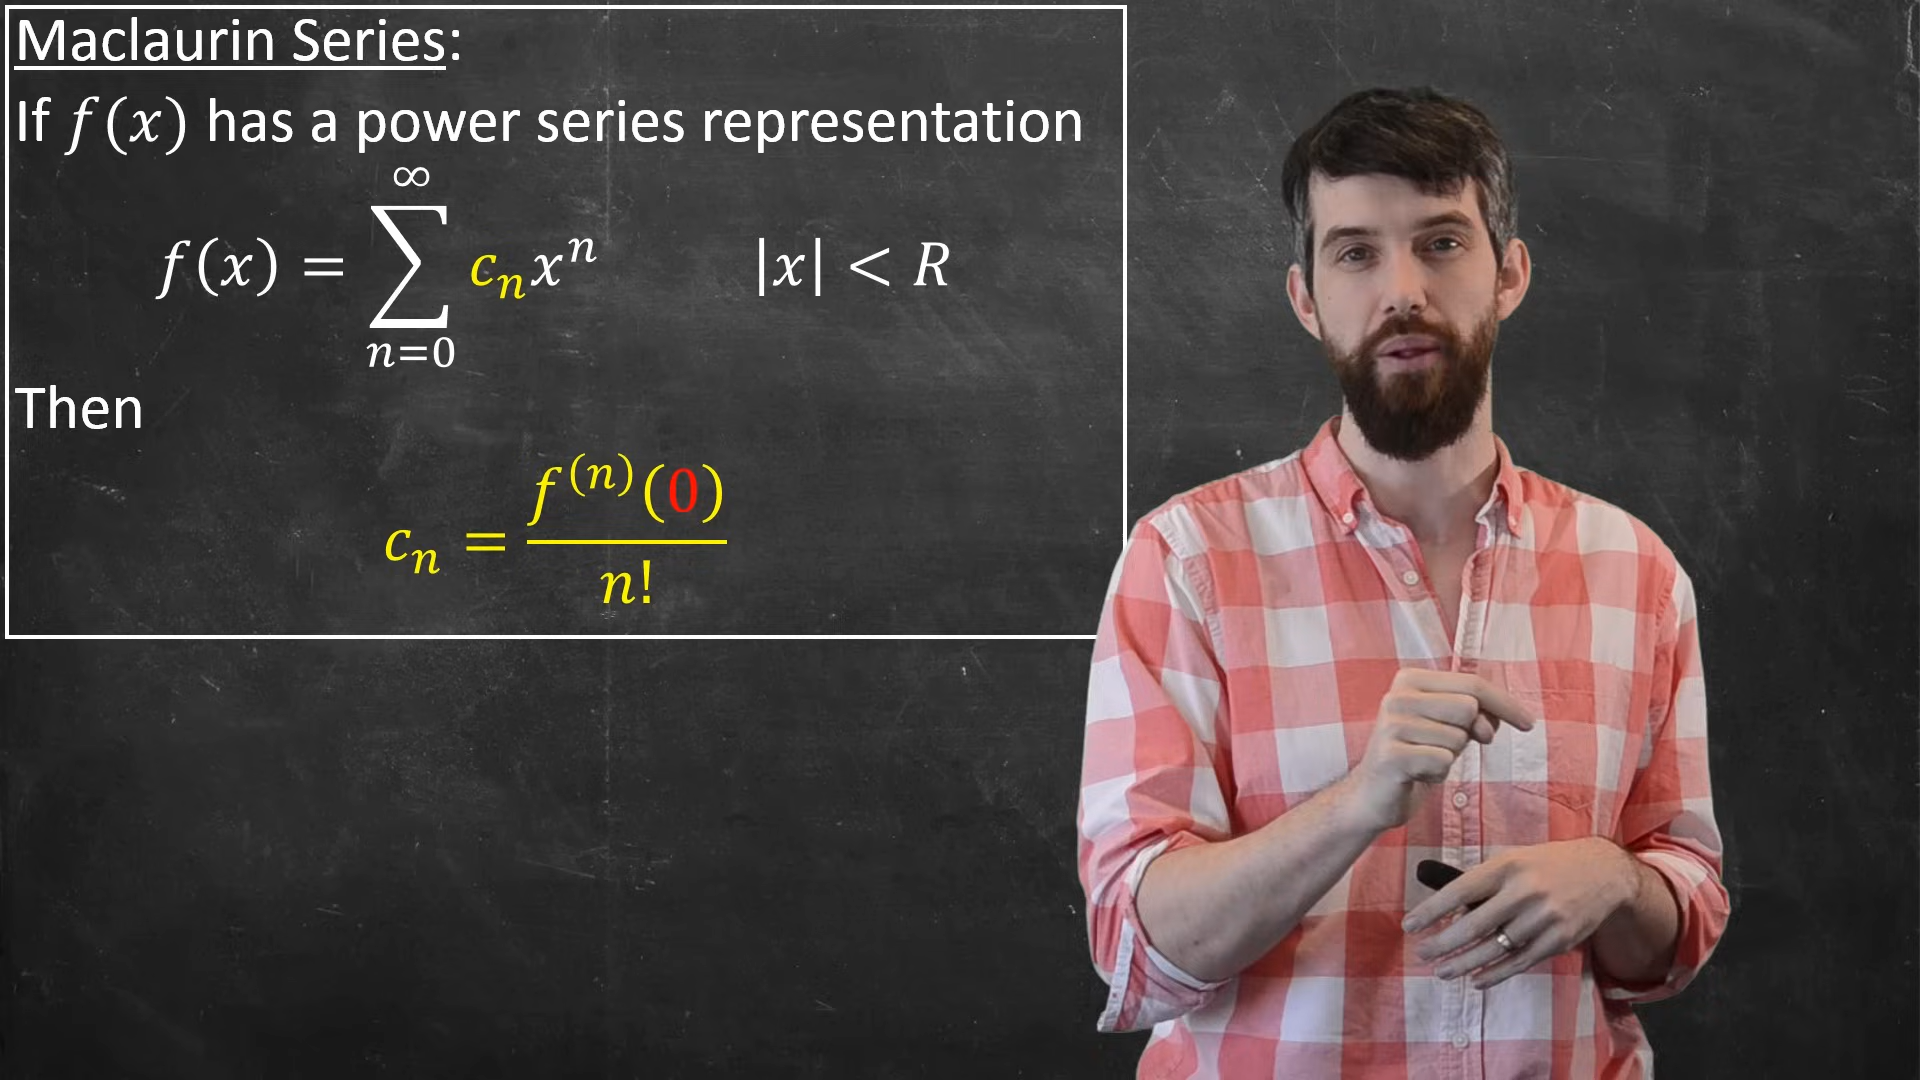 Maclaurin Series:
If f(x) has a power series representation
f(x) = ∑_{n=0}^{∞} c_n x^n    |x| < R
Then
c_n = f^{(n)}(0) / n!